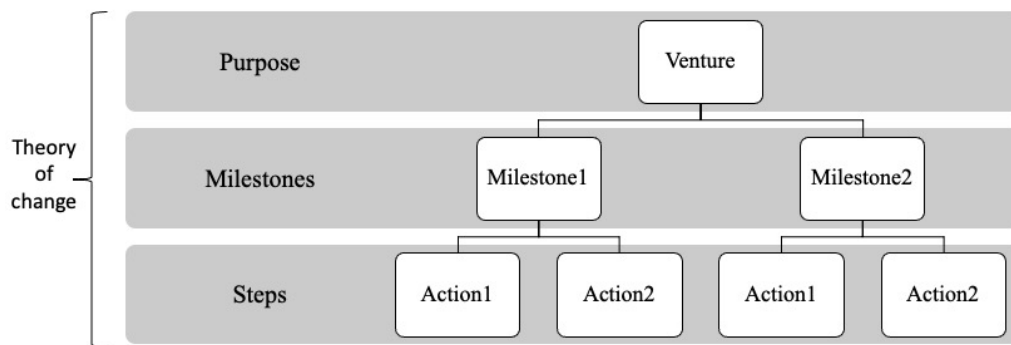 Purpose
Venture
Theory
of
change
Milestones
Milestone1
Milestone2
Steps
Action1
Action2
Action1
Action2